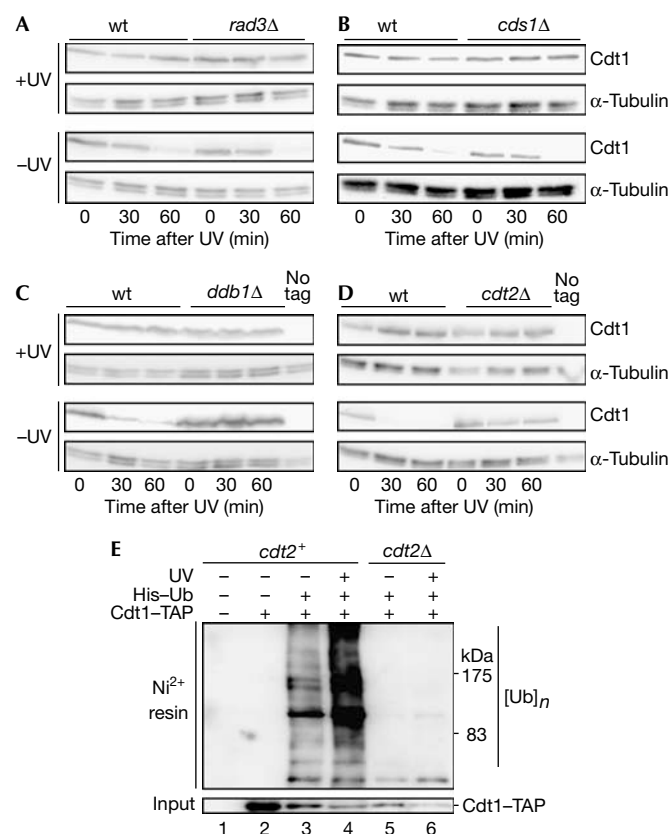 A wt rad3Δ
+UV
−UV
0 30 60 0 30 60
Time after UV (min)
B wt cds1Δ
Cdt1
α-Tubulin
Cdt1
α-Tubulin
0 30 60 0 30 60
Time after UV (min)
C wt ddb1Δ No tag
+UV
−UV
0 30 60 0 30 60
Time after UV (min)
D wt cdt2Δ No tag
Cdt1
α-Tubulin
Cdt1
α-Tubulin
0 30 60 0 30 60
Time after UV (min)
E cdt2+ cdt2Δ
UV − − − + − +
His–Ub − − + + + +
Cdt1–TAP − + + + + +
Ni2+
resin
kDa
175
83
[Ub]n
Input Cdt1–TAP
1 2 3 4 5 6